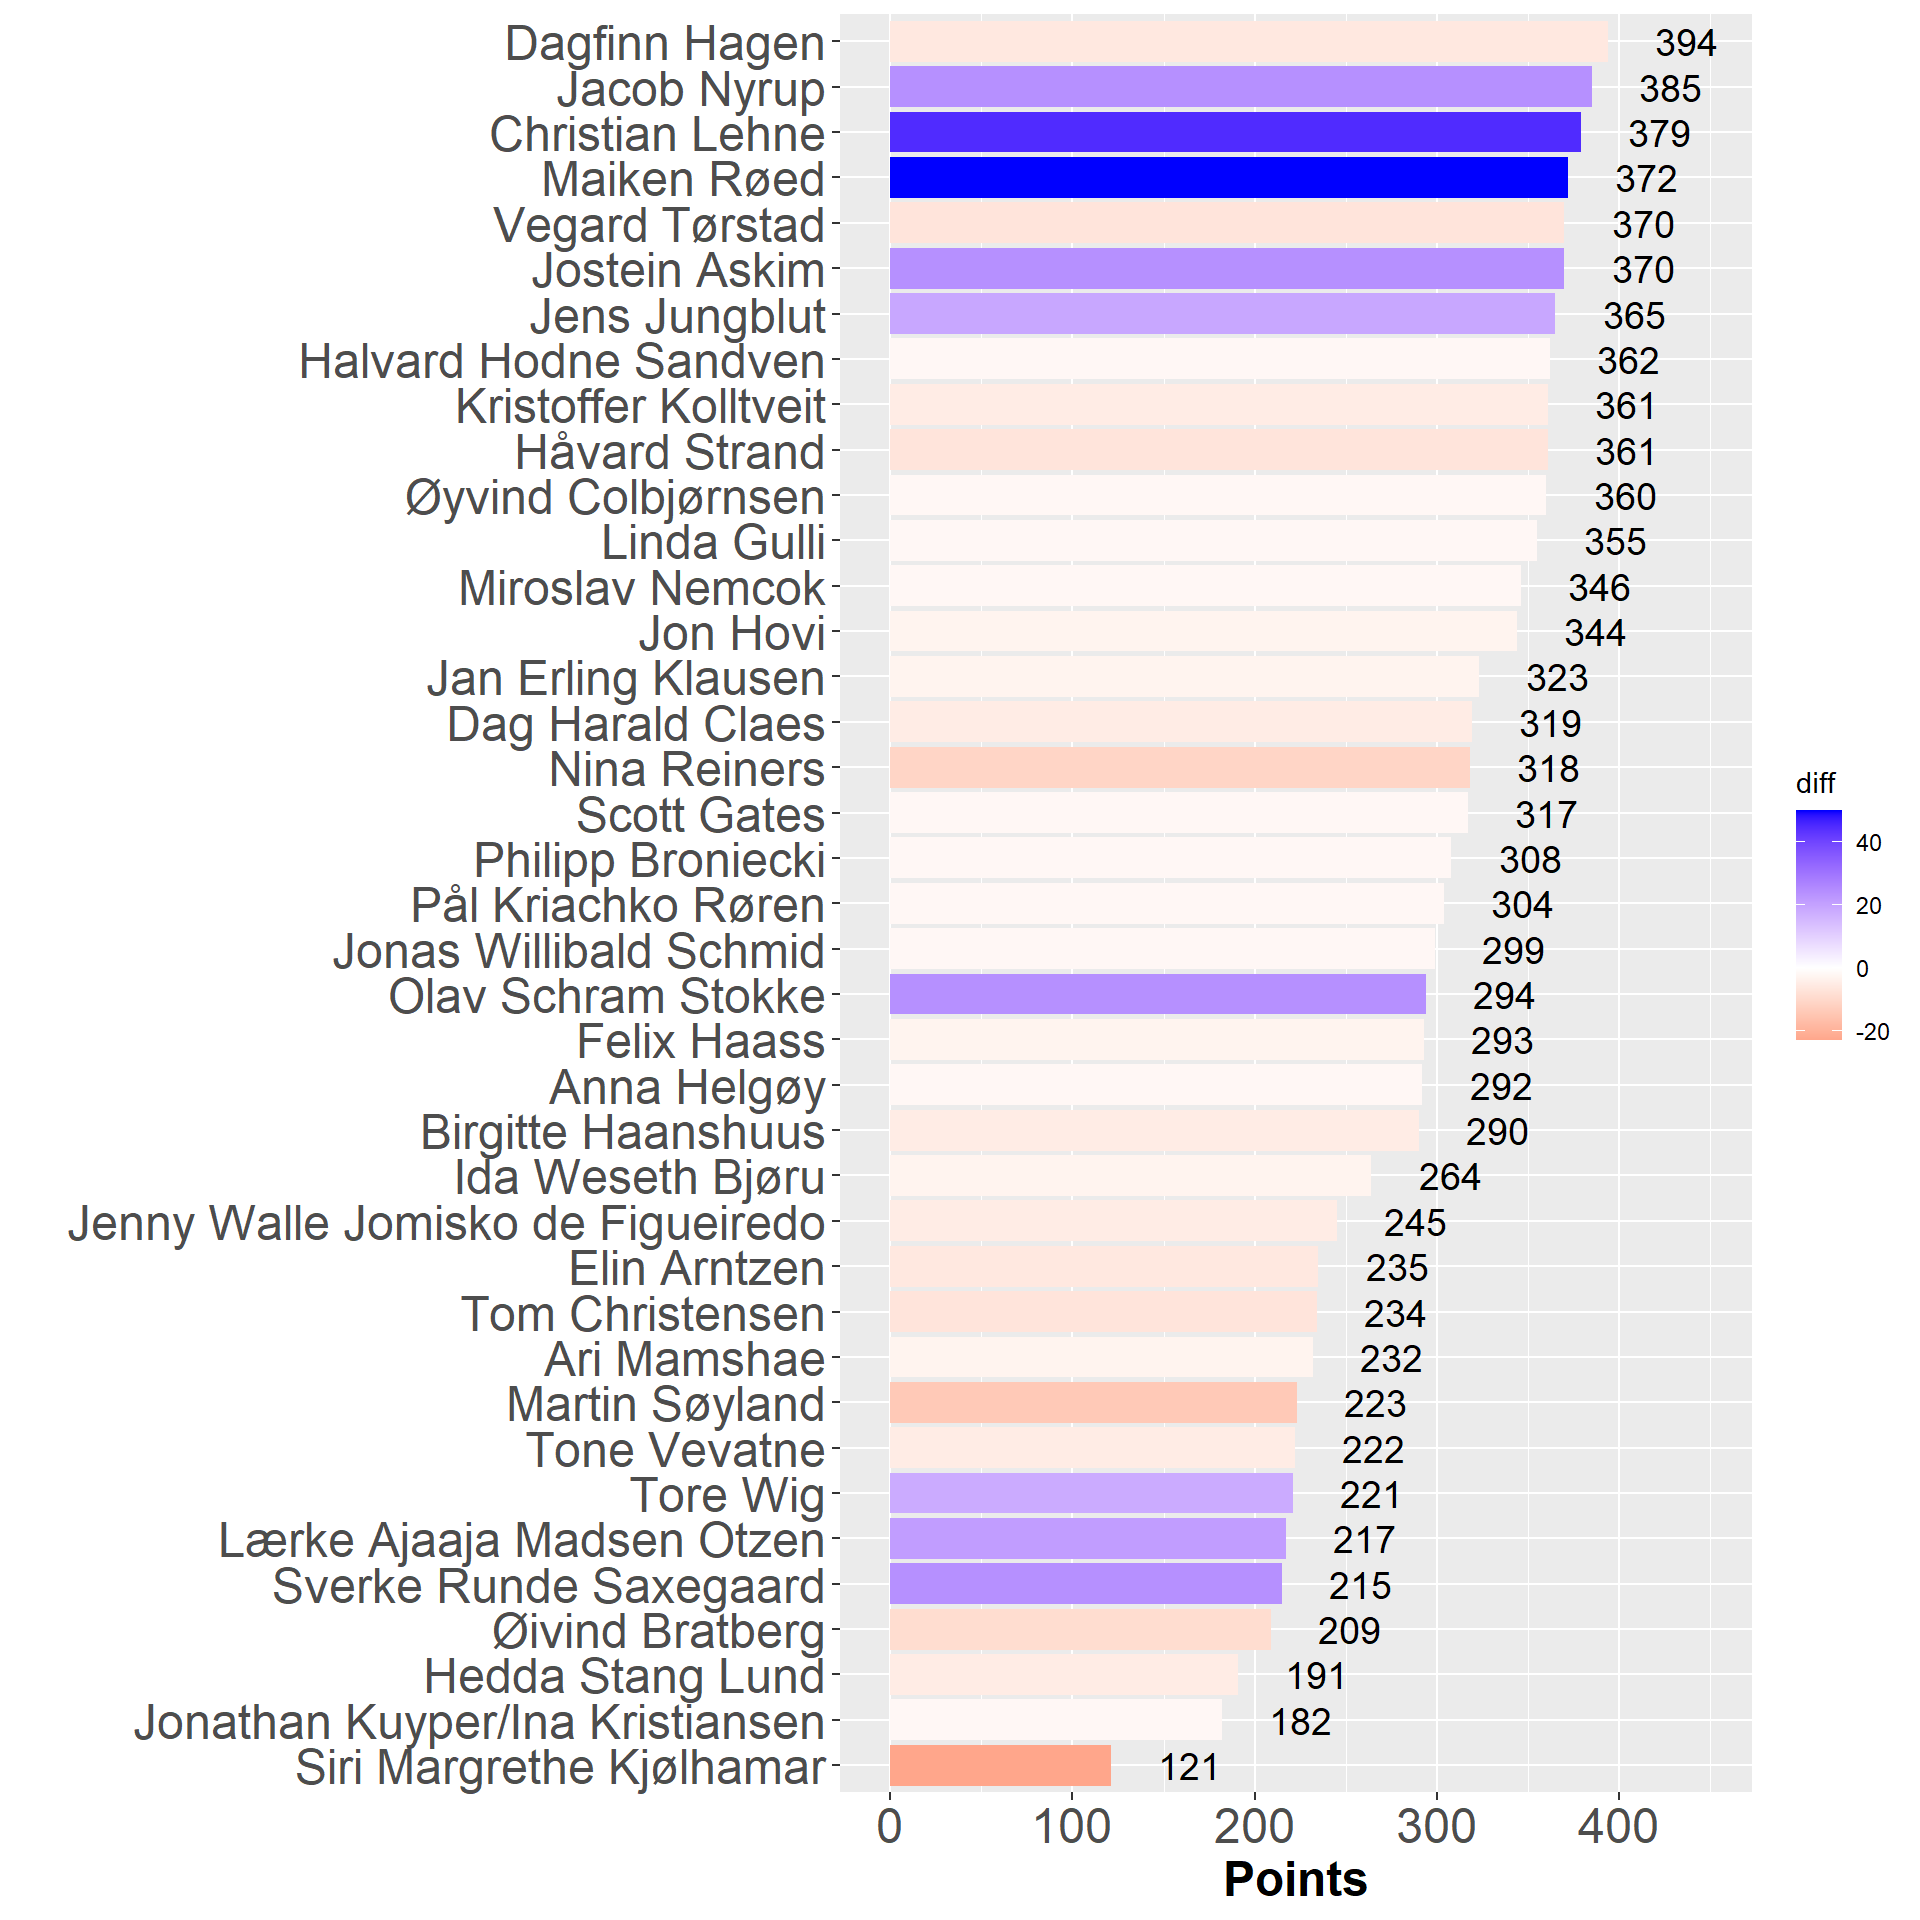 Dagfinn Hagen 394
Jacob Nyrup 385
Christian Lehne 379
Maiken Røed 372
Vegard Tørstad 370
Jostein Askim 370
Jens Jungblut 365
Halvard Hodne Sandven 362
Kristoffer Kolltveit 361
Håvard Strand 361
Øyvind Colbjørnsen 360
Linda Gulli 355
Miroslav Nemcok 346
Jon Hovi 344
Jan Erling Klausen 323
Dag Harald Claes 319
Nina Reiners 318
Scott Gates 317
Philipp Broniecki 308
Pål Kriachko Røren 304
Jonas Willibald Schmid 299
Olav Schram Stokke 294
Felix Haass 293
Anna Helgøy 292
Birgitte Haanshuus 290
Ida Weseth Bjøru 264
Jenny Walle Jomisko de Figueiredo 245
Elin Arntzen 235
Tom Christensen 234
Ari Mamshae 232
Martin Søyland 223
Tone Vevatne 222
Tore Wig 221
Lærke Ajaaja Madsen Otzen 217
Sverke Runde Saxegaard 215
Øivind Bratberg 209
Hedda Stang Lund 191
Jonathan Kuyper/Ina Kristiansen 182
Siri Margrethe Kjølhamar 121
0 100 200 300 400
Points
diff
40
20
0
-20